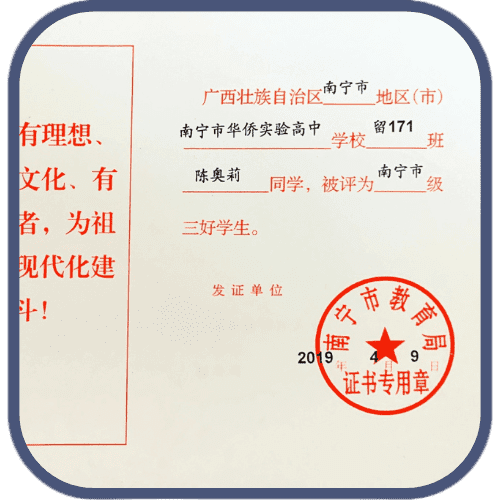 有理想、
文化、有
者，为祖
现代化建
斗！
广西壮族自治区南宁市地区(市)
南宁市华侨实验高中学校留171班
陈奥莉同学，被评为南宁市级
三好学生。
发证单位
南宁市教育局
2019年4月9日
证书专用章